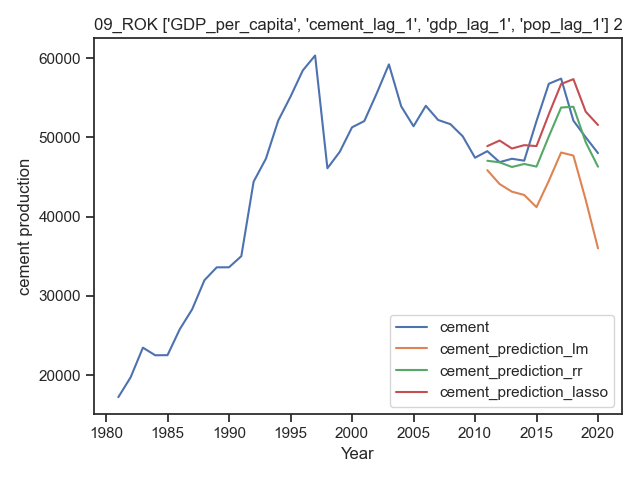 09_ROK ['GDP_per_capita', 'cement_lag_1', 'gdp_lag_1', 'pop_lag_1'] 2
60000
50000
40000
30000
20000
cement production
cement
cement_prediction_lm
cement_prediction_rr
cement_prediction_lasso
1980 1985 1990 1995 2000 2005 2010 2015 2020
Year